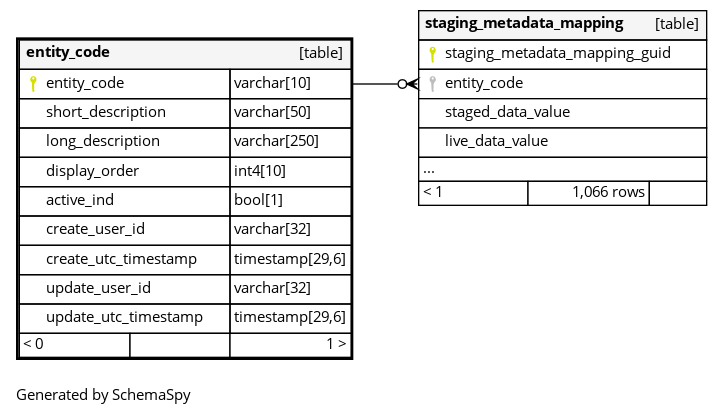 entity_code [table]
entity_code varchar[10]
short_description varchar[50]
long_description varchar[250]
display_order int4[10]
active_ind bool[1]
create_user_id varchar[32]
create_utc_timestamp timestamp[29,6]
update_user_id varchar[32]
update_utc_timestamp timestamp[29,6]
< 0 1 >
staging_metadata_mapping [table]
staging_metadata_mapping_guid
entity_code
staged_data_value
live_data_value
...
< 1 1,066 rows
Generated by SchemaSpy